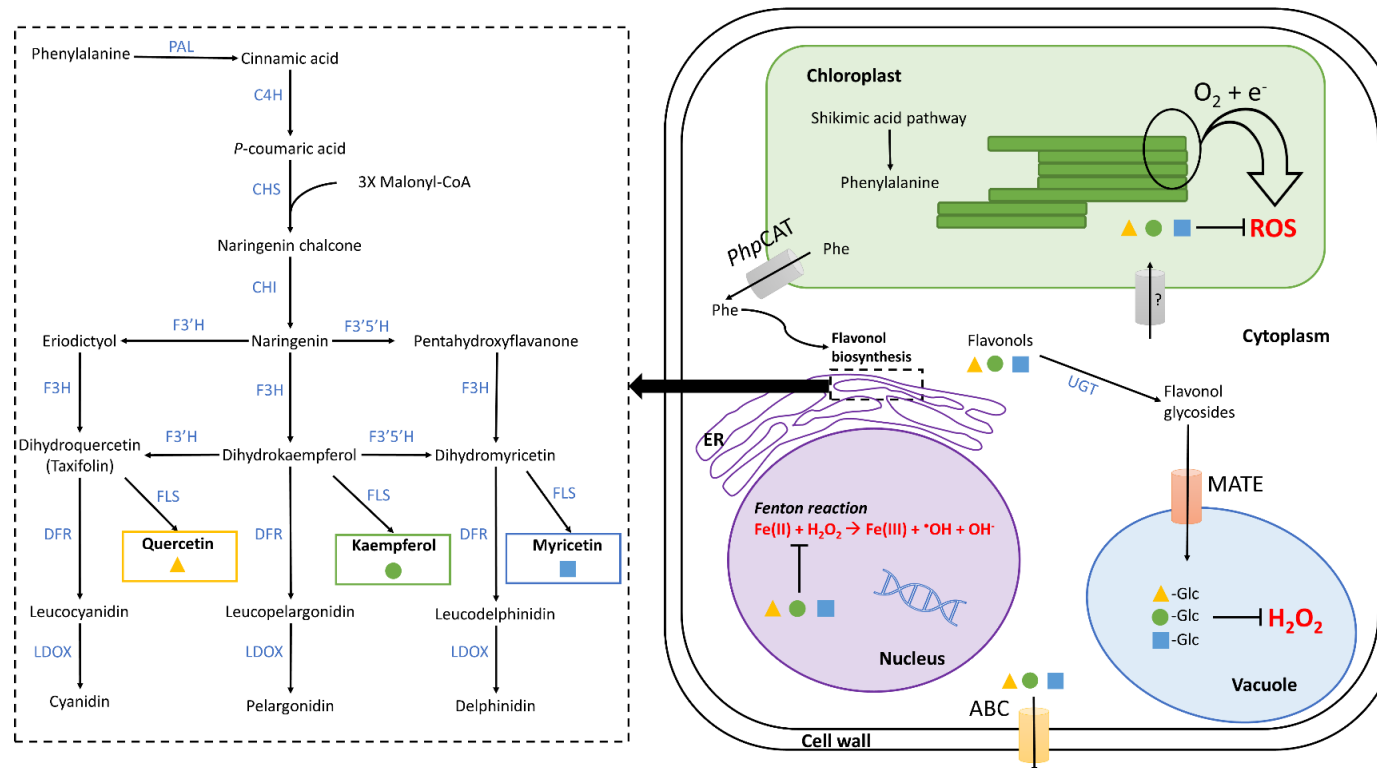 Phenylalanine
PAL
Cinnamic acid
C4H
P-coumaric acid
CHS
3X Malonyl-CoA
Naringenin chalcone
CHI
Eriodictyol
F3'H
Naringenin
F3'5'H
Pentahydroxyflavanone
F3H
F3H
F3H
Dihydroquercetin
(Taxifolin)
F3'H
Dihydrokaempferol
F3'5'H
Dihydromyricetin
FLS
FLS
FLS
DFR
Quercetin
DFR
Kaempferol
DFR
Myricetin
Leucocyanidin
Leucopelargonidin
Leucodelphinidin
LDOX
LDOX
LDOX
Cyanidin
Pelargonidin
Delphinidin
Chloroplast
O₂ + e⁻
Shikimic acid pathway
Phenylalanine
ROS
PhpCAT
Phe
Phe
?
Cytoplasm
Flavonol
biosynthesis
Flavonols
UGT
Flavonol
glycosides
ER
MATE
Fenton reaction
Fe(II) + H₂O₂ → Fe(III) + •OH + OH⁻
Nucleus
-Glc
-Glc
-Glc
H₂O₂
Vacuole
ABC
Cell wall